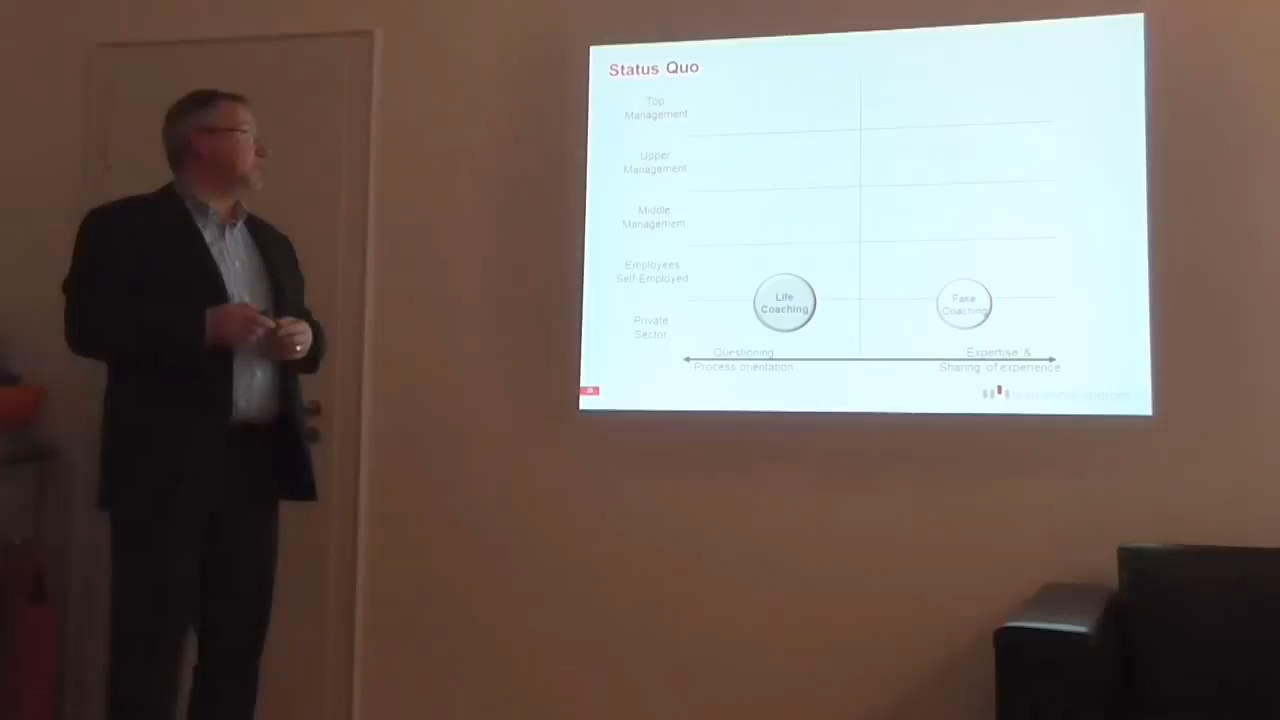 Status Quo
Top
Management
Upper
Management
Middle
Management
Employees
Self-Employed
Life
Coaching
Fake
Coaching
Private
Sector
Questioning
Process orientation
Expertise &
Sharing of experience